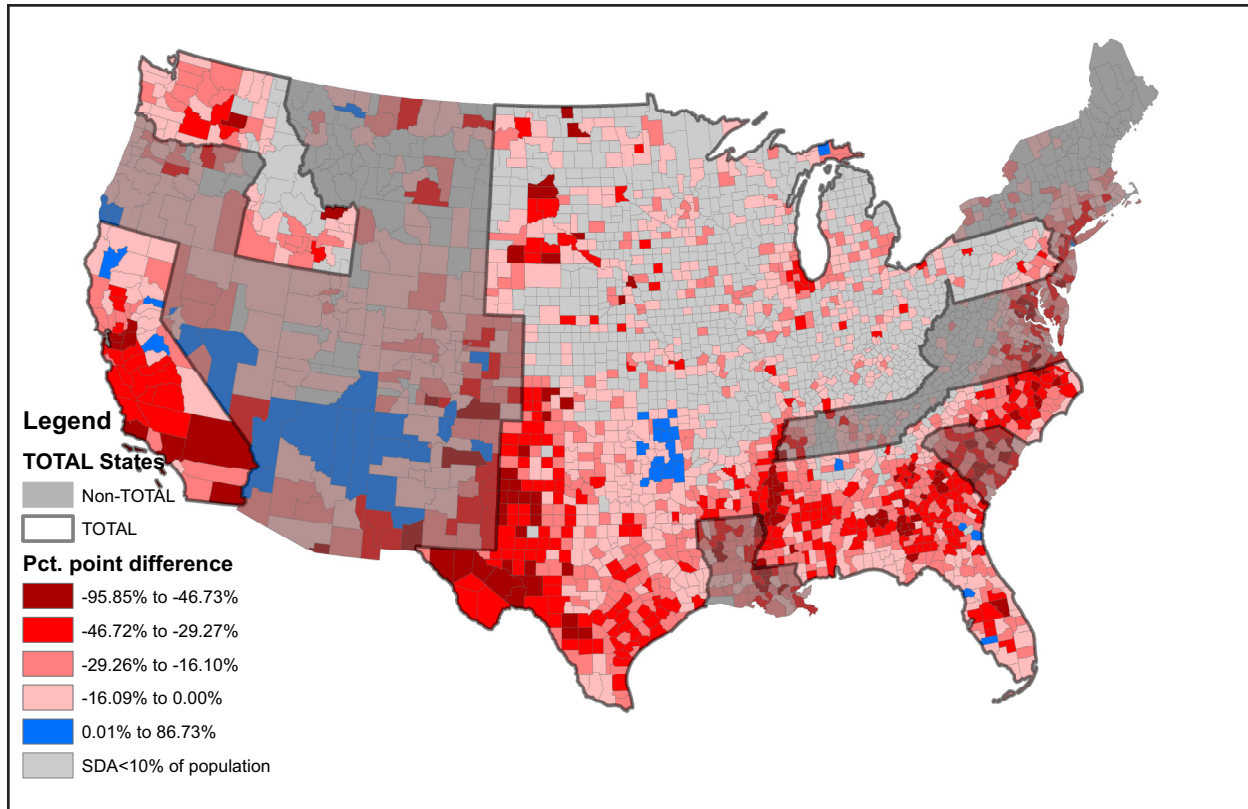 Legend
TOTAL States
Non-TOTAL
TOTAL
Pct. point difference
-95.85% to -46.73%
-46.72% to -29.27%
-29.26% to -16.10%
-16.09% to 0.00%
0.01% to 86.73%
SDA<10% of population